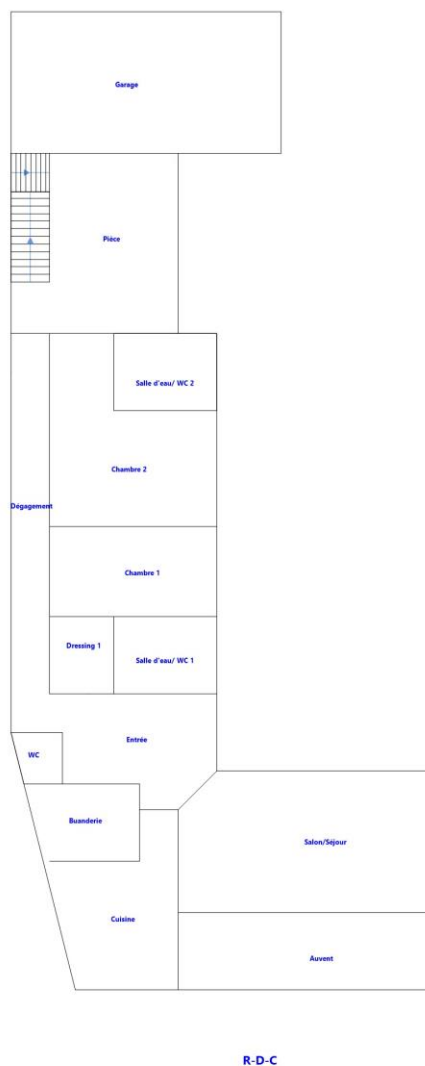 Garage
Pièce
Salle d'eau/ WC 2
Chambre 2
Dégagement
Chambre 1
Dressing 1
Salle d'eau/ WC 1
Entrée
WC
Buanderie
Salon/Séjour
Cuisine
Auvent
R-D-C